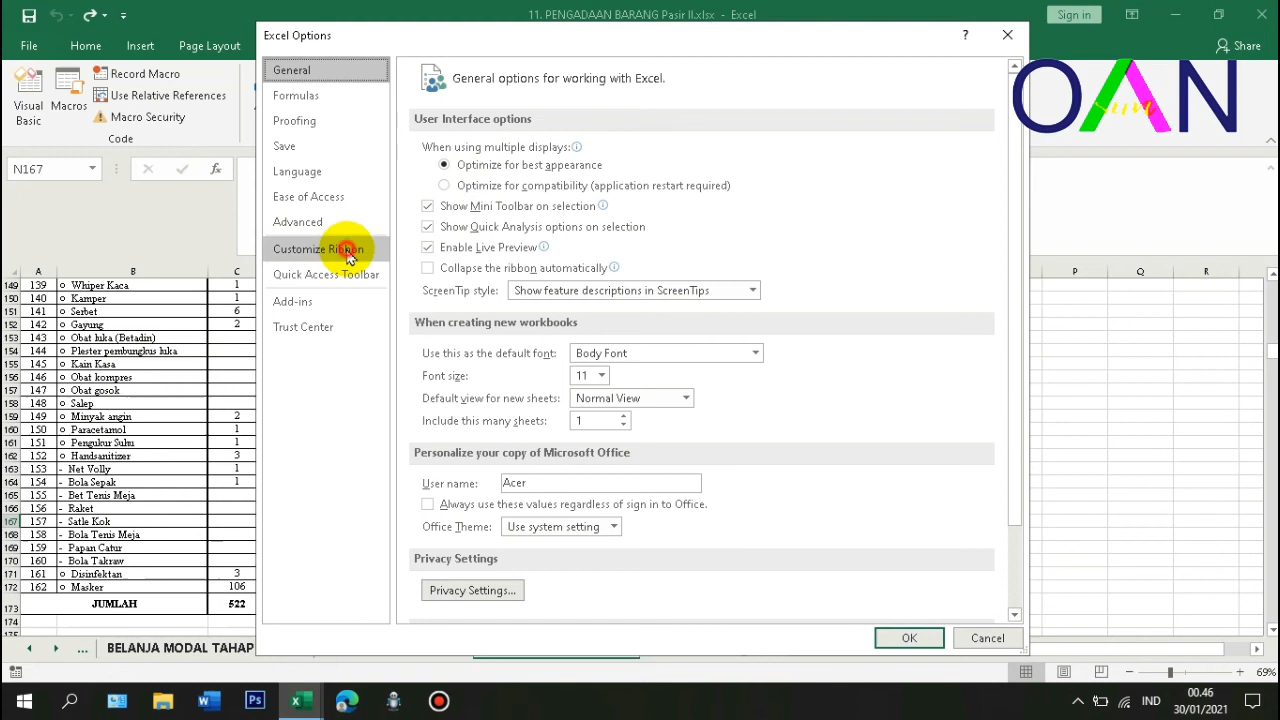 11. PENGADAAN BARANG Pasir II.xlsx - Excel
Sign in
File
Home
Insert
Page Layout
Share
Visual Basic
Macros
Record Macro
Use Relative References
Macro Security
Code
OAN
N167
fx
Excel Options
?
General
Formulas
Proofing
Save
Language
Ease of Access
Advanced
Customize Ribbon
Quick Access Toolbar
Add-ins
Trust Center
General options for working with Excel.
User Interface options
When using multiple displays:
Optimize for best appearance
Optimize for compatibility (application restart required)
Show Mini Toolbar on selection
Show Quick Analysis options on selection
Enable Live Preview
Collapse the ribbon automatically
ScreenTip style: Show feature descriptions in ScreenTips
When creating new workbooks
Use this as the default font: Body Font
Font size: 11
Default view for new sheets: Normal View
Include this many sheets: 1
Personalize your copy of Microsoft Office
User name: Acer
Always use these values regardless of sign in to Office.
Office Theme: Use system setting
Privacy Settings
Privacy Settings...
OK
Cancel
A B C P Q R
149 139 Whiper Kaca 1
150 140 Kamper 1
151 141 Serbet 6
152 142 Gayung 2
153 143 Obat luka (Betadin)
154 144 Plester pembungkus luka
155 145 Kain Kasa
156 146 Obat kompres
157 147 Obat gosok
158 148 Salep
159 149 Minyak angin 2
160 150 Paracetamol 1
161 151 Pengukur Suhu 1
162 152 Handsanitizer 3
163 153 - Net Volly 1
164 154 - Bola Sepak 1
165 155 - Bet Tenis Meja
166 156 - Raket
167 157 - Satle Kok
168 158 - Bola Tenis Meja
169 159 - Papan Catur
170 160 - Bola Takraw
171 161 Disinfektan 3
172 162 Masker 106
173 JUMLAH 522
174
... BELANJA MODAL TAHAP
69%
IND
00.46
30/01/2021